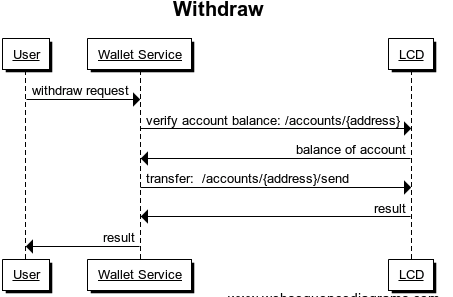 Withdraw
User Wallet Service LCD
withdraw request
verify account balance: /accounts/{address}
balance of account
transfer: /accounts/{address}/send
result
result
User Wallet Service LCD
www.websequencediagrams.com